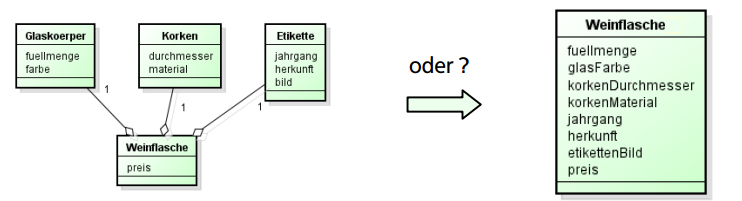 Glaskoerper
fuellmenge
farbe
Korken
durchmesser
material
Etikette
jahrgang
herkunft
bild
1
1
1
Weinflasche
preis
oder ?
Weinflasche
fuellmenge
glasFarbe
korkenDurchmesser
korkenMaterial
jahrgang
herkunft
etikettenBild
preis